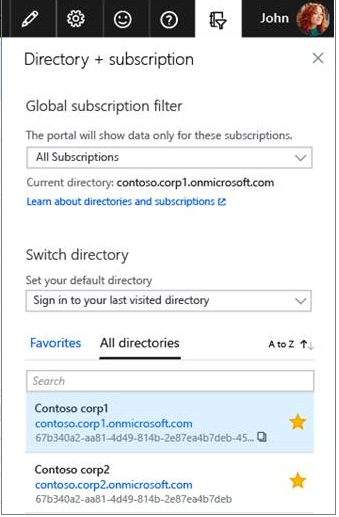 John
Directory + subscription
Global subscription filter
The portal will show data only for these subscriptions.
All Subscriptions
Current directory: contoso.corp1.onmicrosoft.com
Learn about directories and subscriptions
Switch directory
Set your default directory
Sign in to your last visited directory
Favorites All directories A to Z
Search
Contoso corp1
contoso.corp1.onmicrosoft.com
67b340a2-aa81-4d49-814b-2e87ea4b7deb-45...
Contoso corp2
contoso.corp2.onmicrosoft.com
67b340a2-aa81-4d49-814b-2e87ea4b7deb